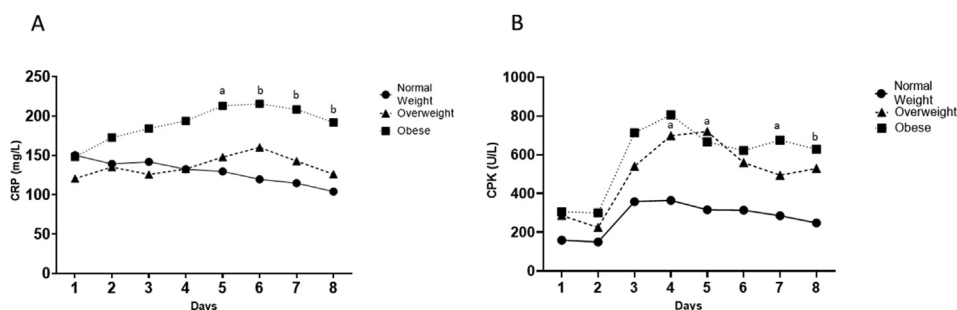 A
CRP (mg/L)
250
200
150
100
50
0
a
b
b
b
1 2 3 4 5 6 7 8
Days
Normal
Weight
Overweight
Obese
B
CPK (U/L)
1000
800
600
400
200
0
a
a
a
b
1 2 3 4 5 6 7 8
Days
Normal
Weight
Overweight
Obese